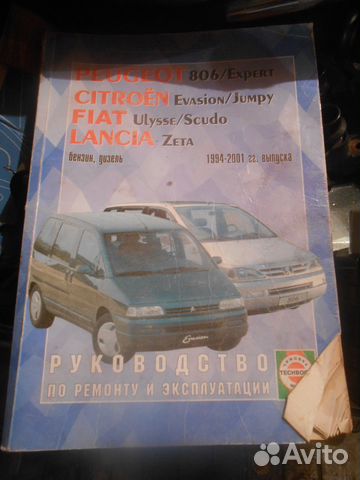 PEUGEOT 806/Expert
CITROËN Evasion/Jumpy
FIAT Ulysse/Scudo
LANCIA Zeta
бензин, дизель 1994-2001 гг. выпуска
Evasion
РУКОВОДСТВО
ПО РЕМОНТУ И ЭКСПЛУАТАЦИИ
Avito